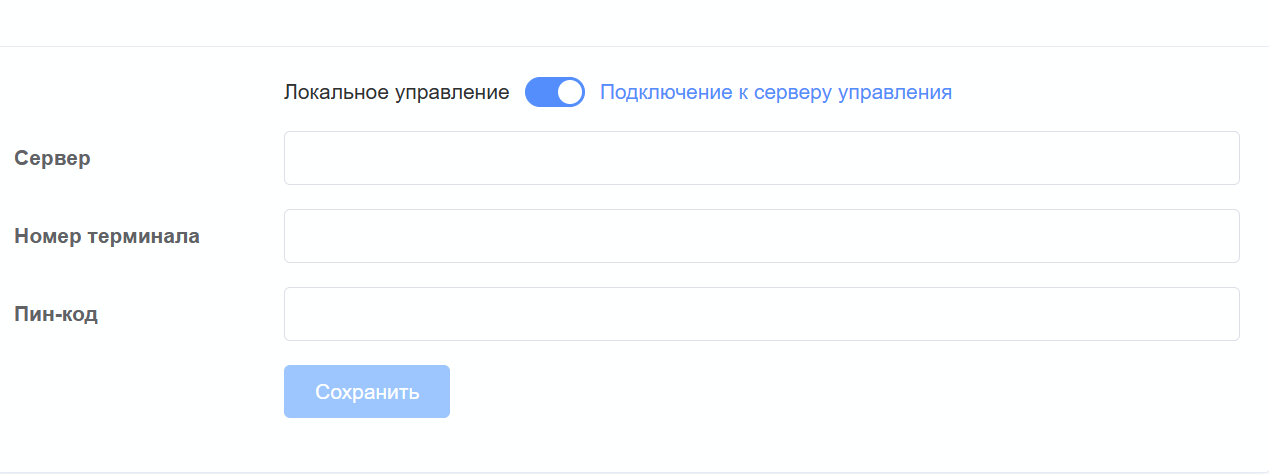 Локальное управление Подключение к серверу управления
Сервер
Номер терминала
Пин-код
Сохранить